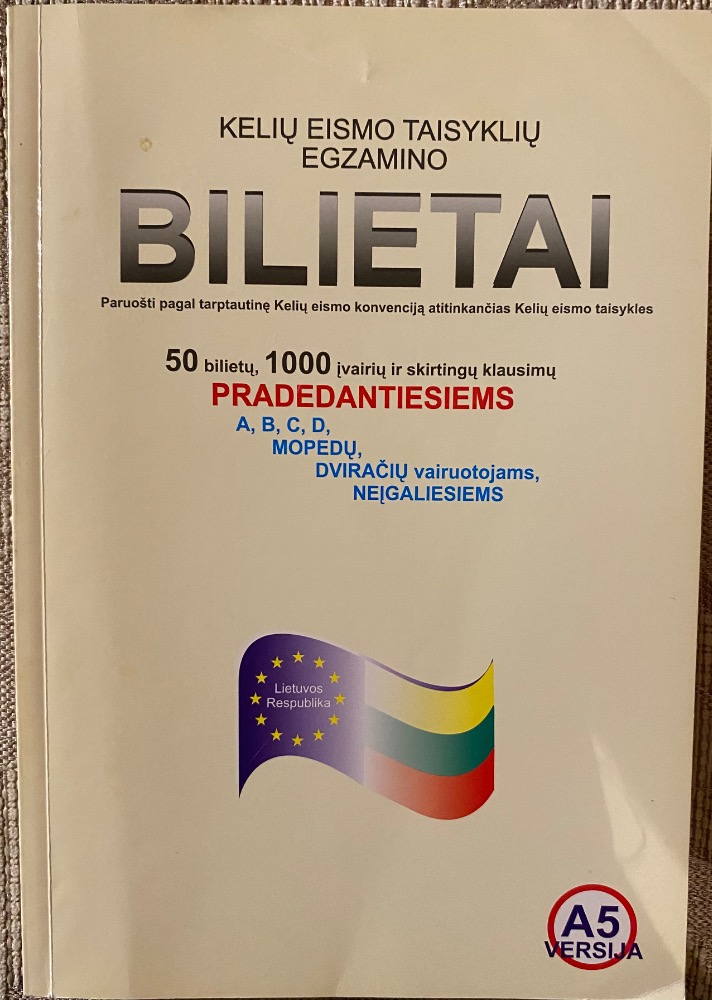 KELIŲ EISMO TAISYKLIŲ
EGZAMINO
BILIETAI
Paruošti pagal tarptautinę Kelių eismo konvenciją atitinkančias Kelių eismo taisykles
50 bilietų, 1000 įvairių ir skirtingų klausimų
PRADEDANTIESIEMS
A, B, C, D,
MOPEDŲ,
DVIRAČIŲ vairuotojams,
NEĮGALIESIEMS
Lietuvos
Respublika
A5
VERSIJA